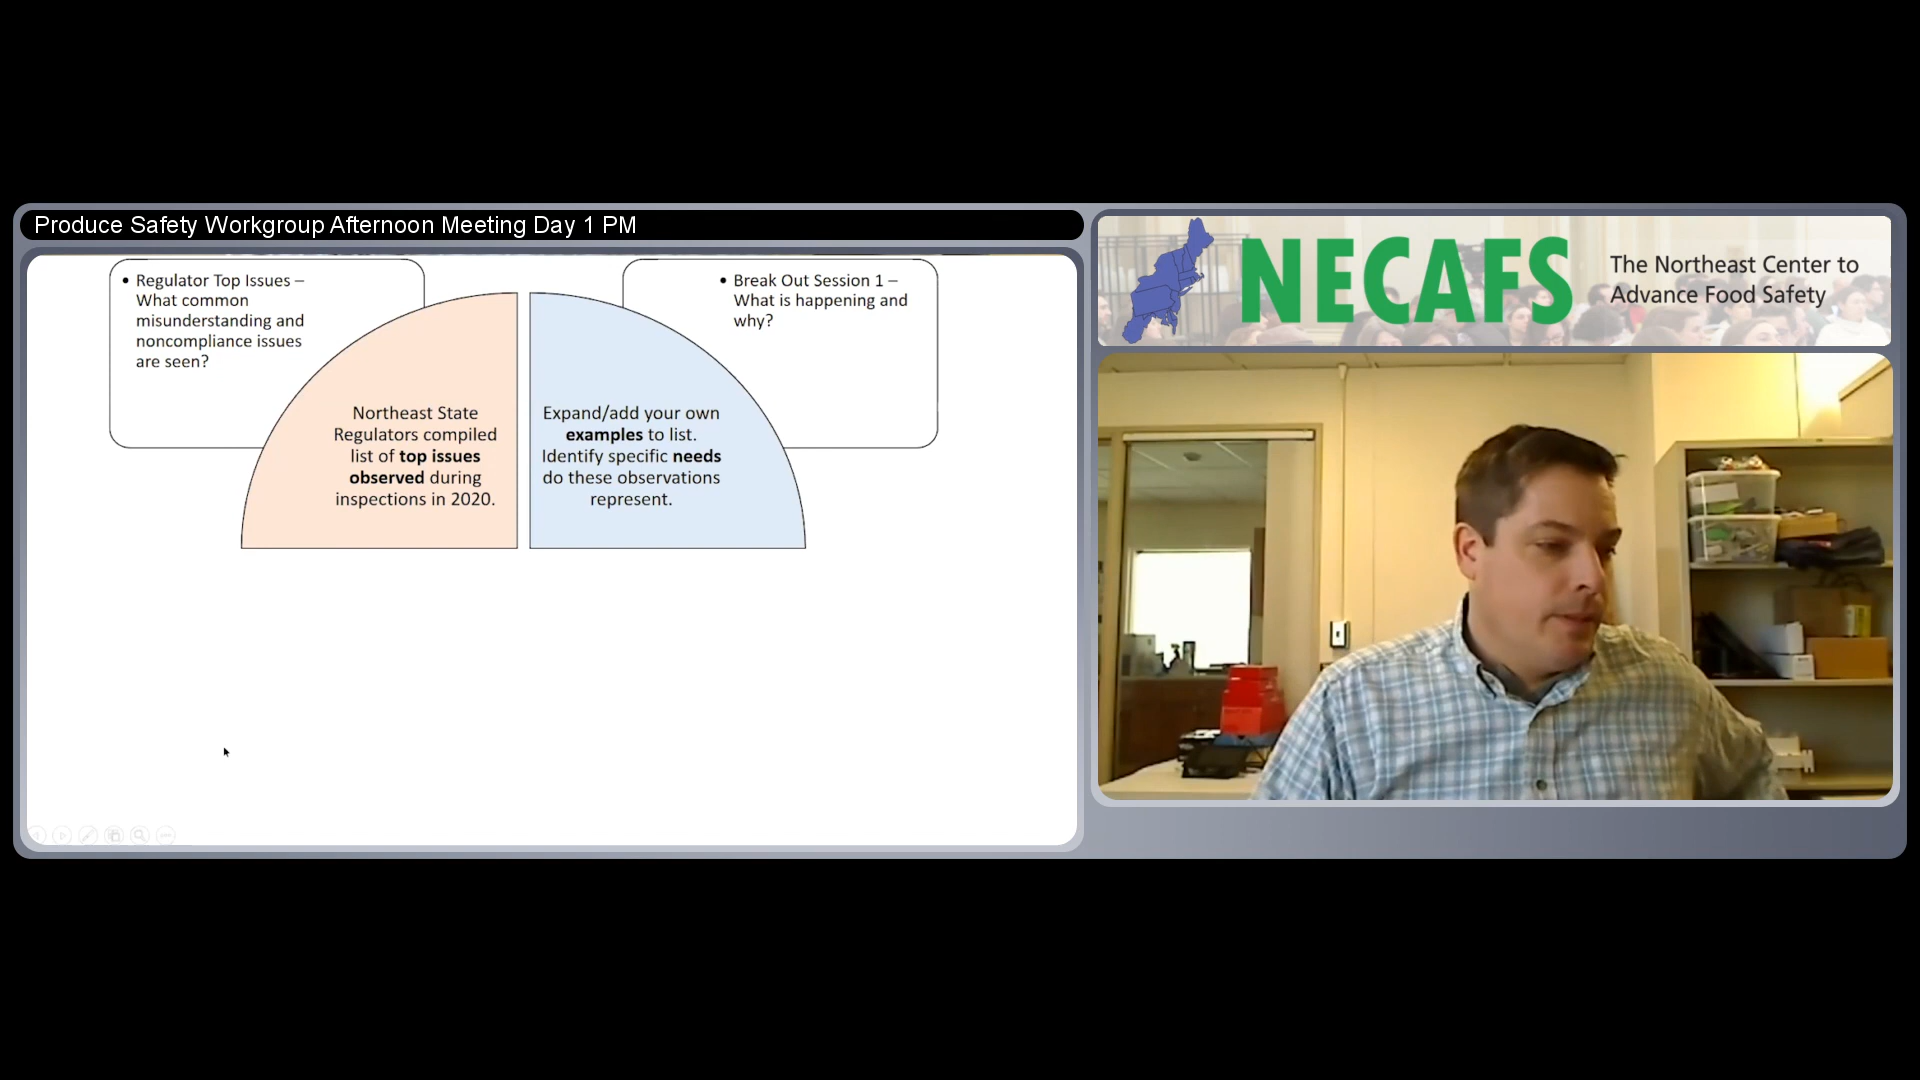 Produce Safety Workgroup Afternoon Meeting Day 1 PM
• Regulator Top Issues –
What common
misunderstanding and
noncompliance issues
are seen?
• Break Out Session 1 –
What is happening and
why?
Northeast State
Regulators compiled
list of top issues
observed during
inspections in 2020.
Expand/add your own
examples to list.
Identify specific needs
do these observations
represent.
NECAFS
The Northeast Center to
Advance Food Safety